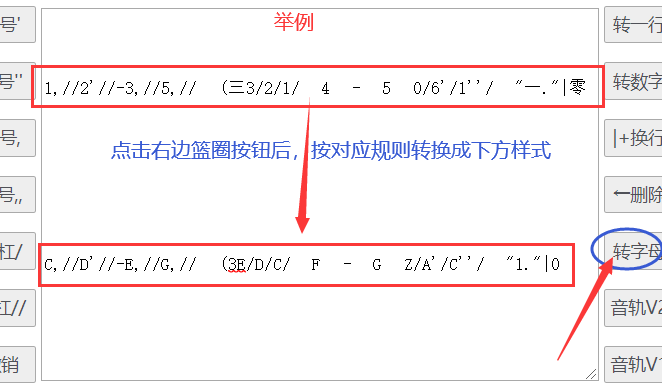 号'
举例
转一行
号''
1,//2'//-3,//5,//  (三3/2/1/  4  -  5  0/6'/1''/  "一."|零
转数字
号,
点击右边篮圈按钮后，按对应规则转换成下方样式
|+换行
号,,
←删除
杠/
C,//D'//-E,//G,//  (3E/D/C/  F  -  G  Z/A'/C''/  "1."|0
转字母
杠//
音轨V2
销
音轨V1